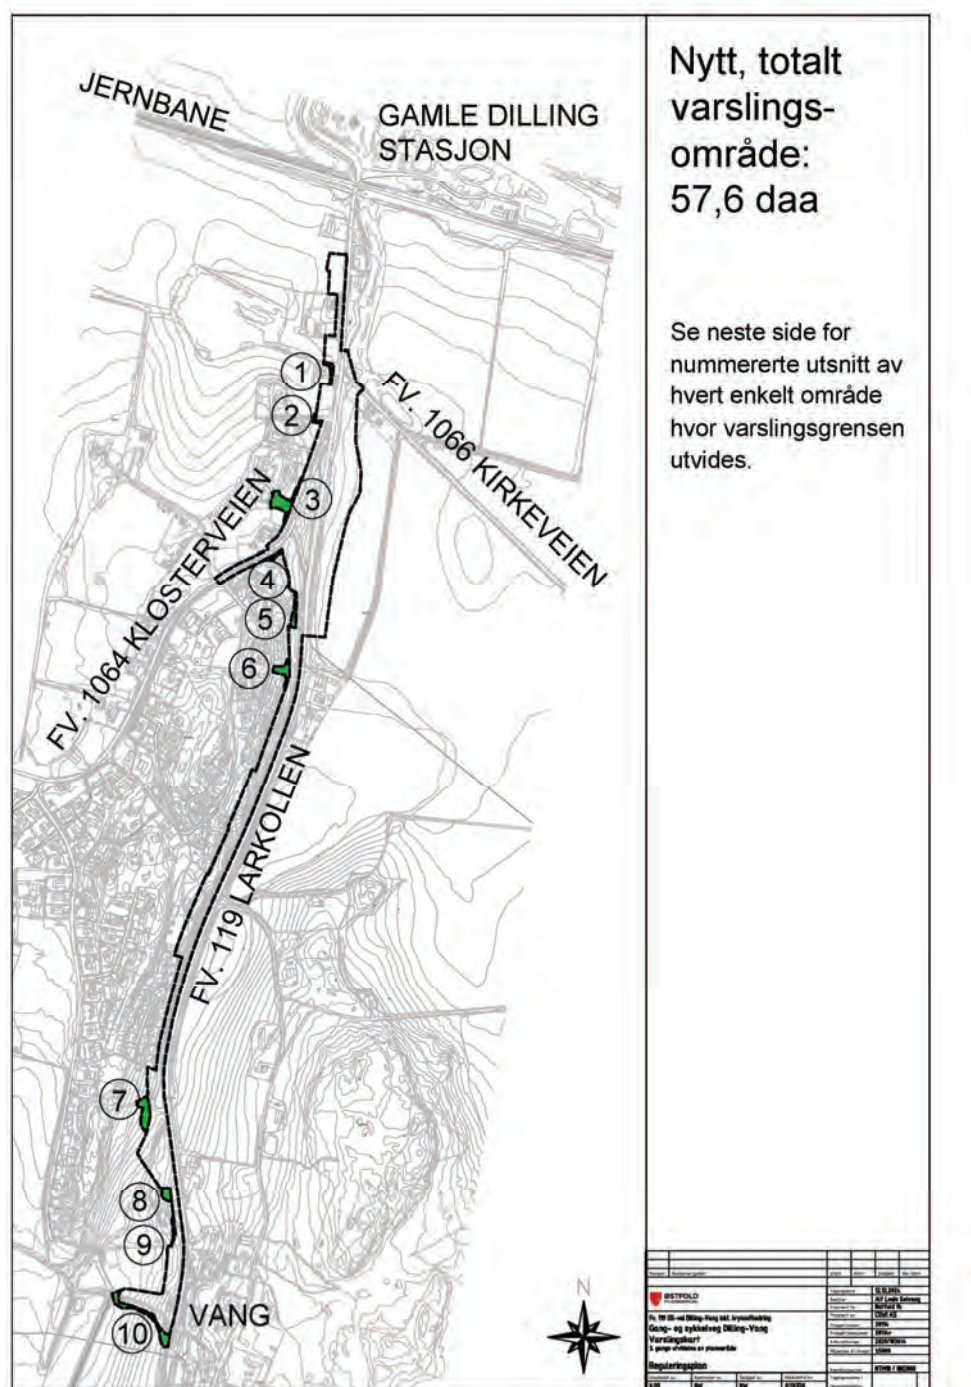 JERNBANE
GAMLE DILLING
STASJON
1
2
FV. 1066 KIRKEVEIEN
3
FV. 1064 KLOSTERVEIEN
4
5
6
FV. 119 LARKOLLEN
7
8
9
10
VANG
N
Nytt, totalt
varslings-
område:
57,6 daa
Se neste side for
nummererte utsnitt av
hvert enkelt område
hvor varslingsgrensen
utvides.
ØSTFOLD
Gang- og sykkelveg Dilling-Vang
Varslingskart
Reguleringsplan